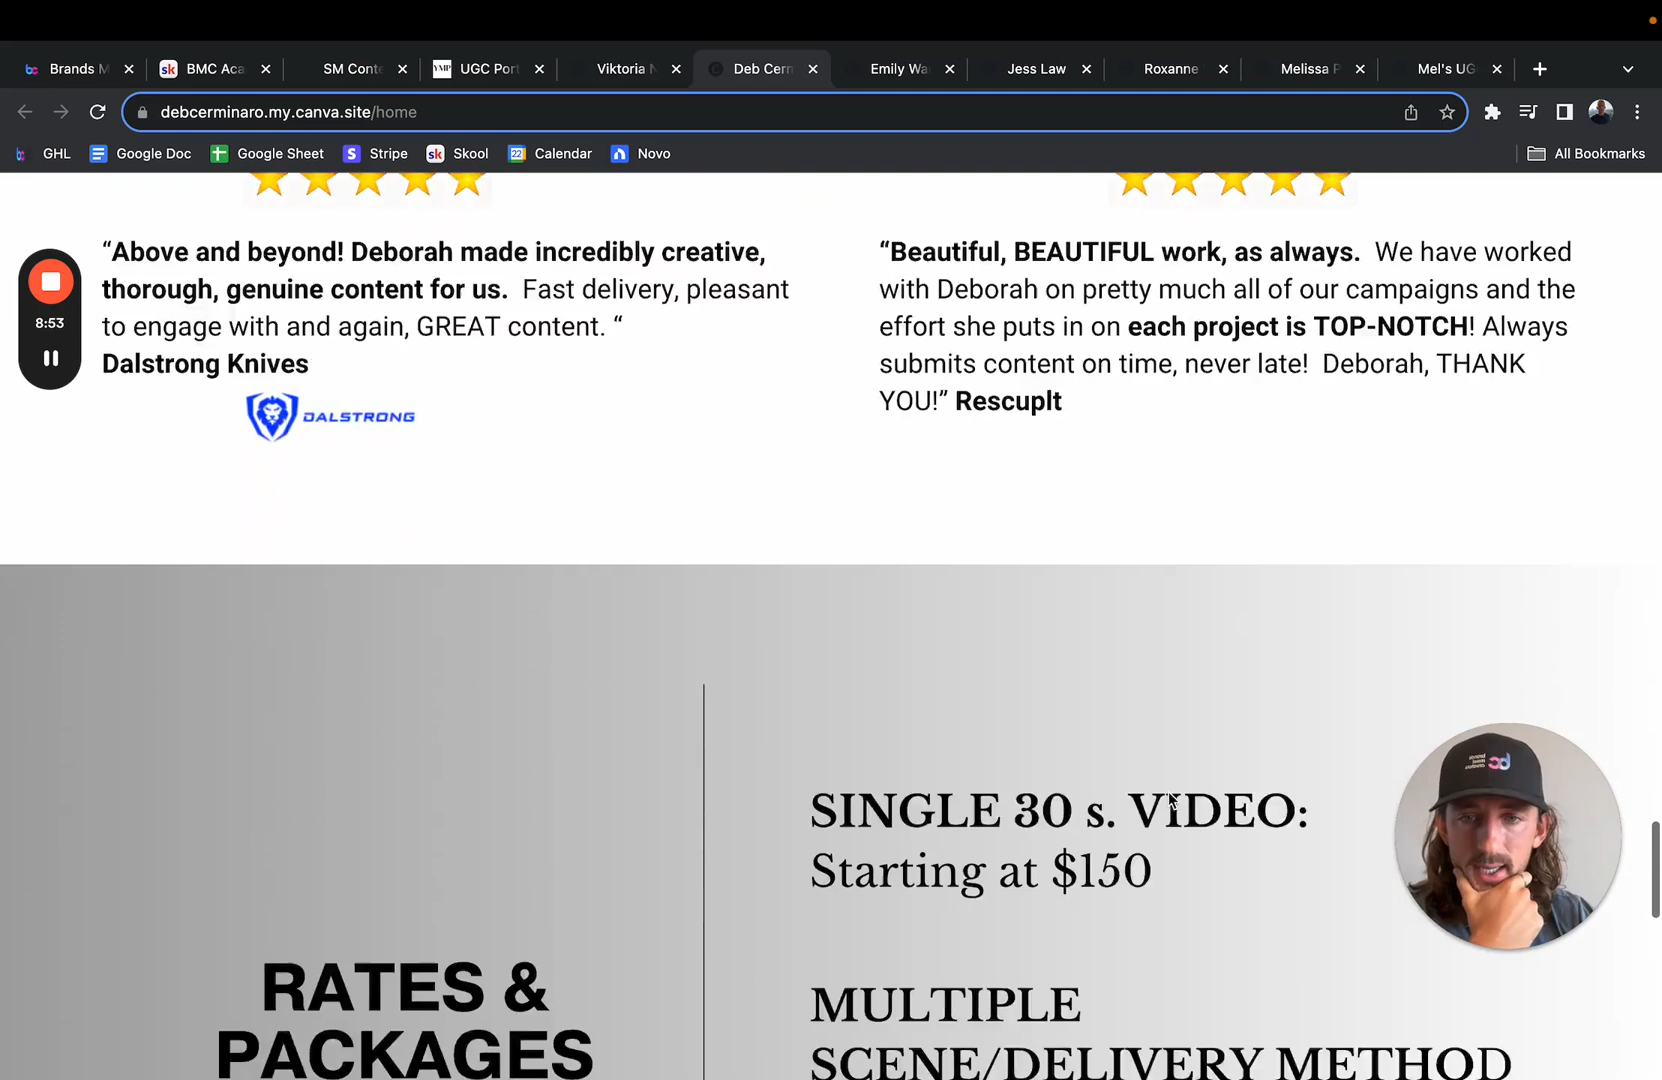 Brands M
BMC Aca
SM Conte
YMP
UGC Port
Viktoria N
Deb Cerm
Emily Wa
Jess Law
Roxanne
Melissa P
Mel's UG
debcerminaro.my.canva.site/home
GHL
Google Doc
Google Sheet
Stripe
Skool
Calendar
Novo
All Bookmarks
“Above and beyond! Deborah made incredibly creative,
thorough, genuine content for us. Fast delivery, pleasant
to engage with and again, GREAT content. “
Dalstrong Knives
DALSTRONG
“Beautiful, BEAUTIFUL work, as always. We have worked
with Deborah on pretty much all of our campaigns and the
effort she puts in on each project is TOP-NOTCH! Always
submits content on time, never late! Deborah, THANK
YOU!” Rescuplt
8:53
SINGLE 30 s. VIDEO:
Starting at $150
RATES &
PACKAGES
MULTIPLE
SCENE/DELIVERY METHOD